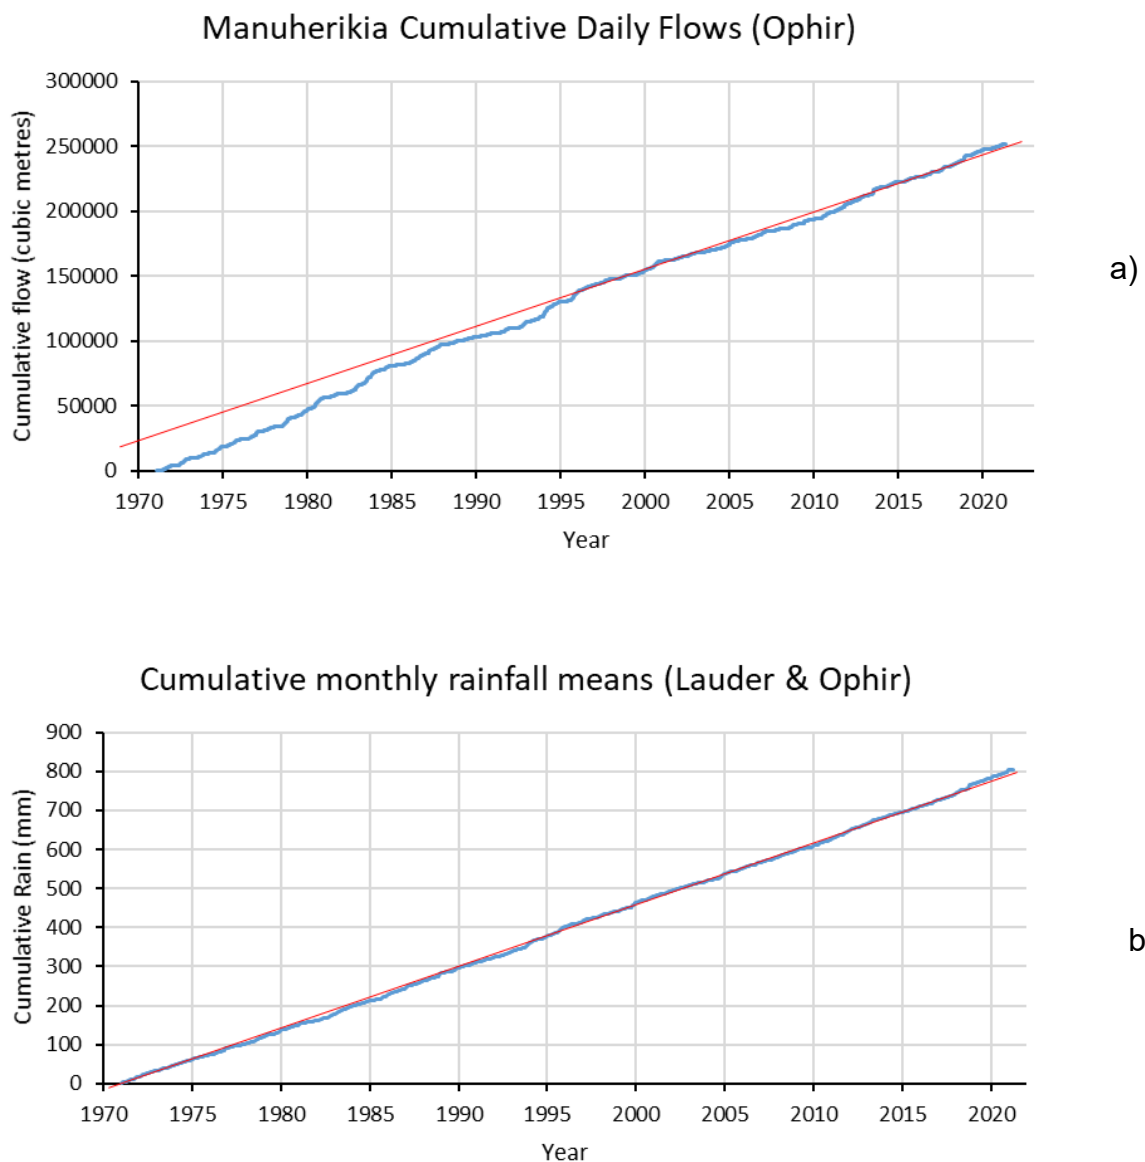 Manuherikia Cumulative Daily Flows (Ophir)
300000
250000
200000
150000
100000
50000
0
Cumulative flow (cubic metres)
1970 1975 1980 1985 1990 1995 2000 2005 2010 2015 2020
Year
a)
Cumulative monthly rainfall means (Lauder & Ophir)
900
800
700
600
500
400
300
200
100
0
Cumulative Rain (mm)
1970 1975 1980 1985 1990 1995 2000 2005 2010 2015 2020
Year
b